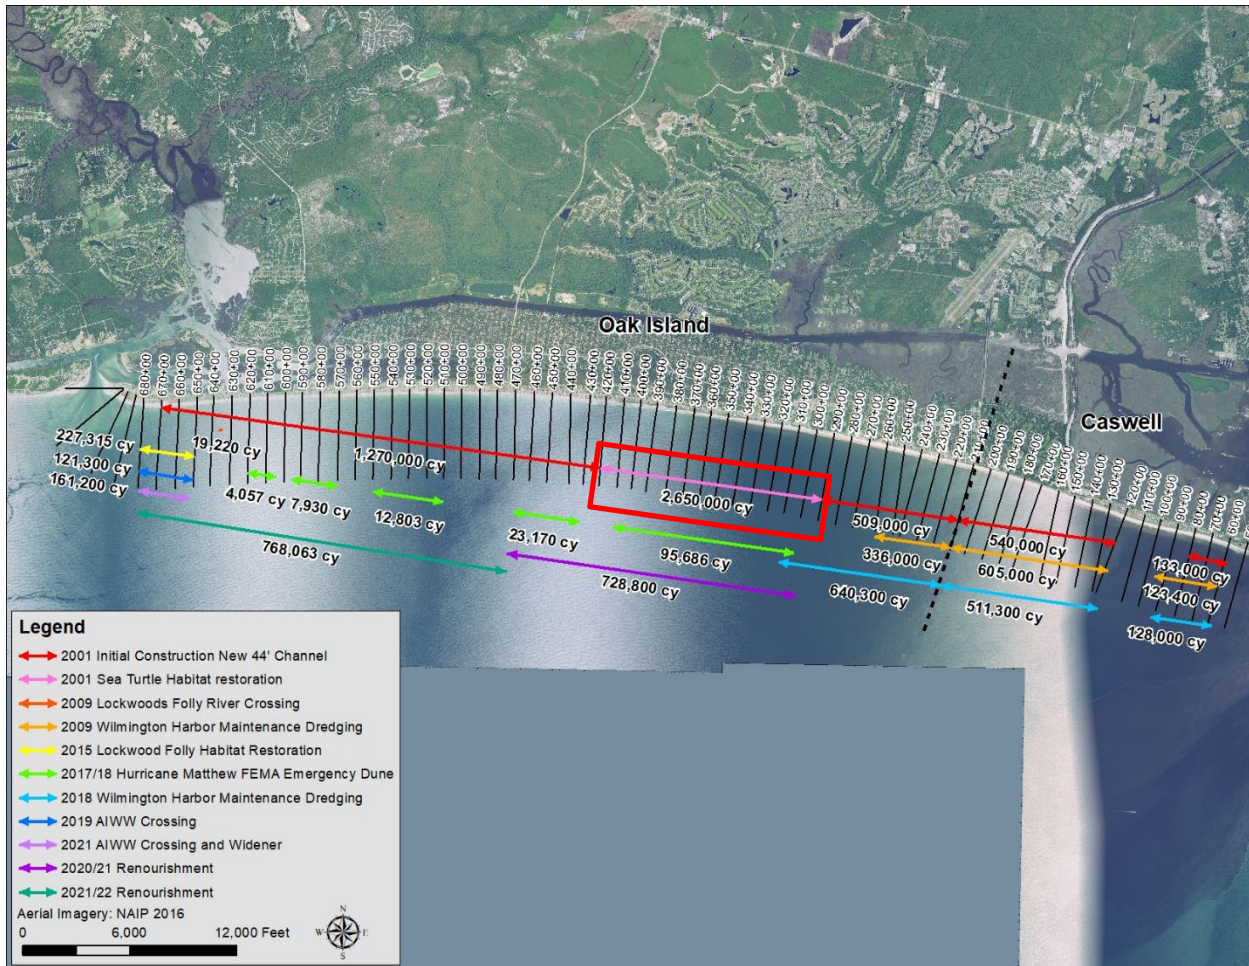 Oak Island
Caswell
680+00
670+00
660+00
650+00
640+00
630+00
620+00
610+00
600+00
590+00
580+00
570+00
560+00
550+00
540+00
530+00
520+00
510+00
500+00
490+00
480+00
470+00
460+00
450+00
440+00
430+00
420+00
410+00
400+00
390+00
380+00
370+00
360+00
350+00
340+00
330+00
320+00
310+00
300+00
290+00
280+00
270+00
260+00
250+00
240+00
230+00
220+00
210+00
200+00
190+00
180+00
170+00
160+00
150+00
140+00
130+00
120+00
110+00
100+00
90+00
80+00
70+00
60+00
227,315 cy
19,220 cy
1,270,000 cy
121,300 cy
161,200 cy
4,057 cy
7,930 cy
12,803 cy
2,650,000 cy
509,000 cy
540,000 cy
133,000 cy
23,170 cy
95,686 cy
336,000 cy
605,000 cy
123,400 cy
768,063 cy
728,800 cy
640,300 cy
511,300 cy
128,000 cy
Legend
2001 Initial Construction New 44' Channel
2001 Sea Turtle Habitat restoration
2009 Lockwoods Folly River Crossing
2009 Wilmington Harbor Maintenance Dredging
2015 Lockwood Folly Habitat Restoration
2017/18 Hurricane Matthew FEMA Emergency Dune
2018 Wilmington Harbor Maintenance Dredging
2019 AIWW Crossing
2021 AIWW Crossing and Widener
2020/21 Renourishment
2021/22 Renourishment
Aerial Imagery: NAIP 2016
0 6,000 12,000 Feet
N
W E
S